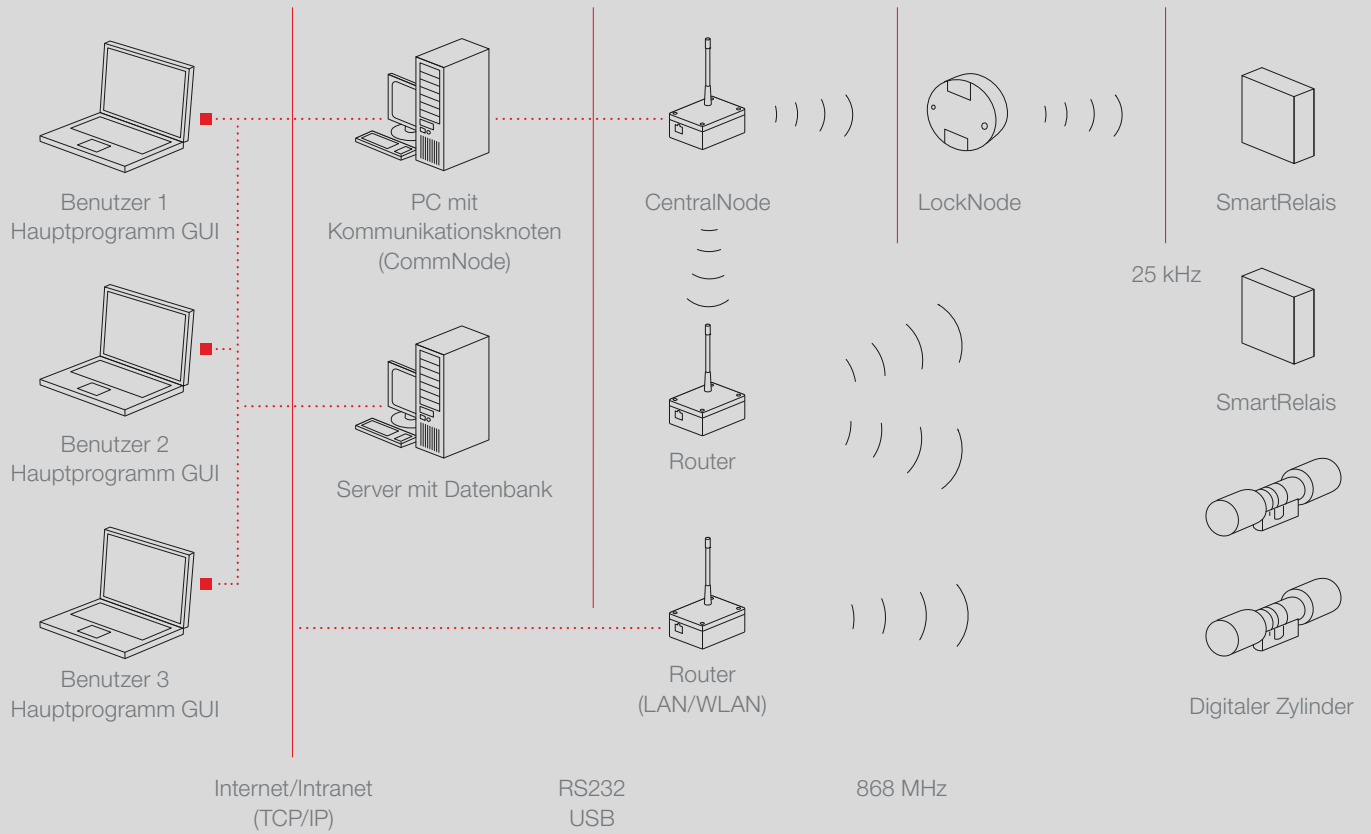 Benutzer 1
Hauptprogramm GUI
PC mit
Kommunikationsknoten
(CommNode)
CentralNode
LockNode
SmartRelais
25 kHz
Benutzer 2
Hauptprogramm GUI
Server mit Datenbank
Router
SmartRelais
Benutzer 3
Hauptprogramm GUI
Router
(LAN/WLAN)
Digitaler Zylinder
Internet/Intranet
(TCP/IP)
RS232
USB
868 MHz